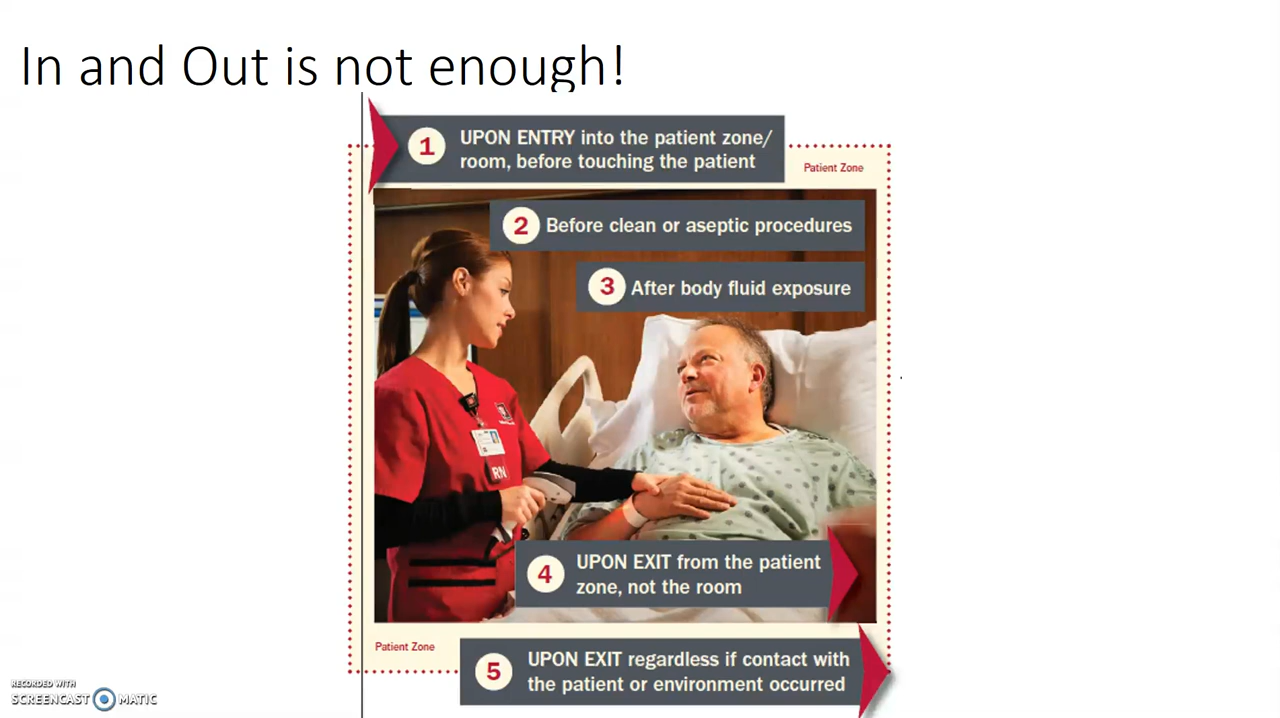 In and Out is not enough!
1 UPON ENTRY into the patient zone/
room, before touching the patient
Patient Zone
2 Before clean or aseptic procedures
3 After body fluid exposure
RN
4 UPON EXIT from the patient
zone, not the room
Patient Zone
5 UPON EXIT regardless if contact with
the patient or environment occurred
RECORDED WITH
SCREENCAST MATIC